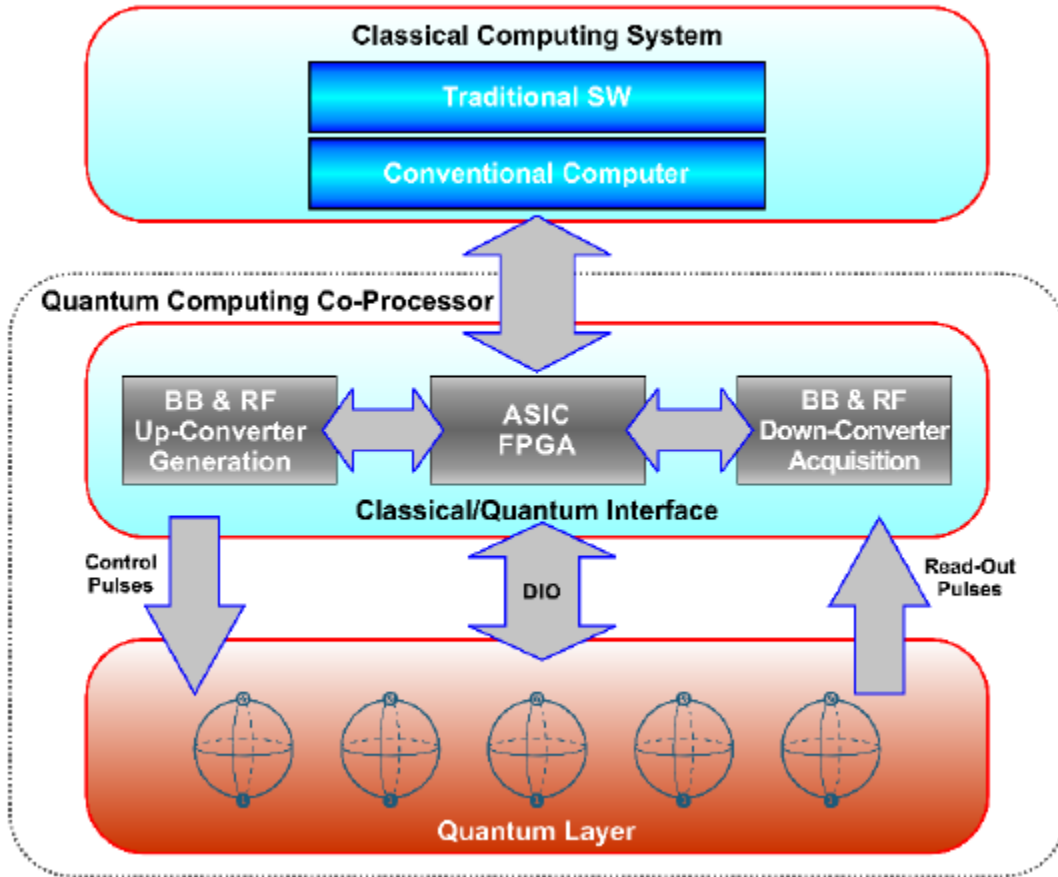 Classical Computing System
Traditional SW
Conventional Computer
Quantum Computing Co-Processor
BB & RF
Up-Converter
Generation
ASIC
FPGA
BB & RF
Down-Converter
Acquisition
Classical/Quantum Interface
Control
Pulses
DIO
Read-Out
Pulses
Quantum Layer